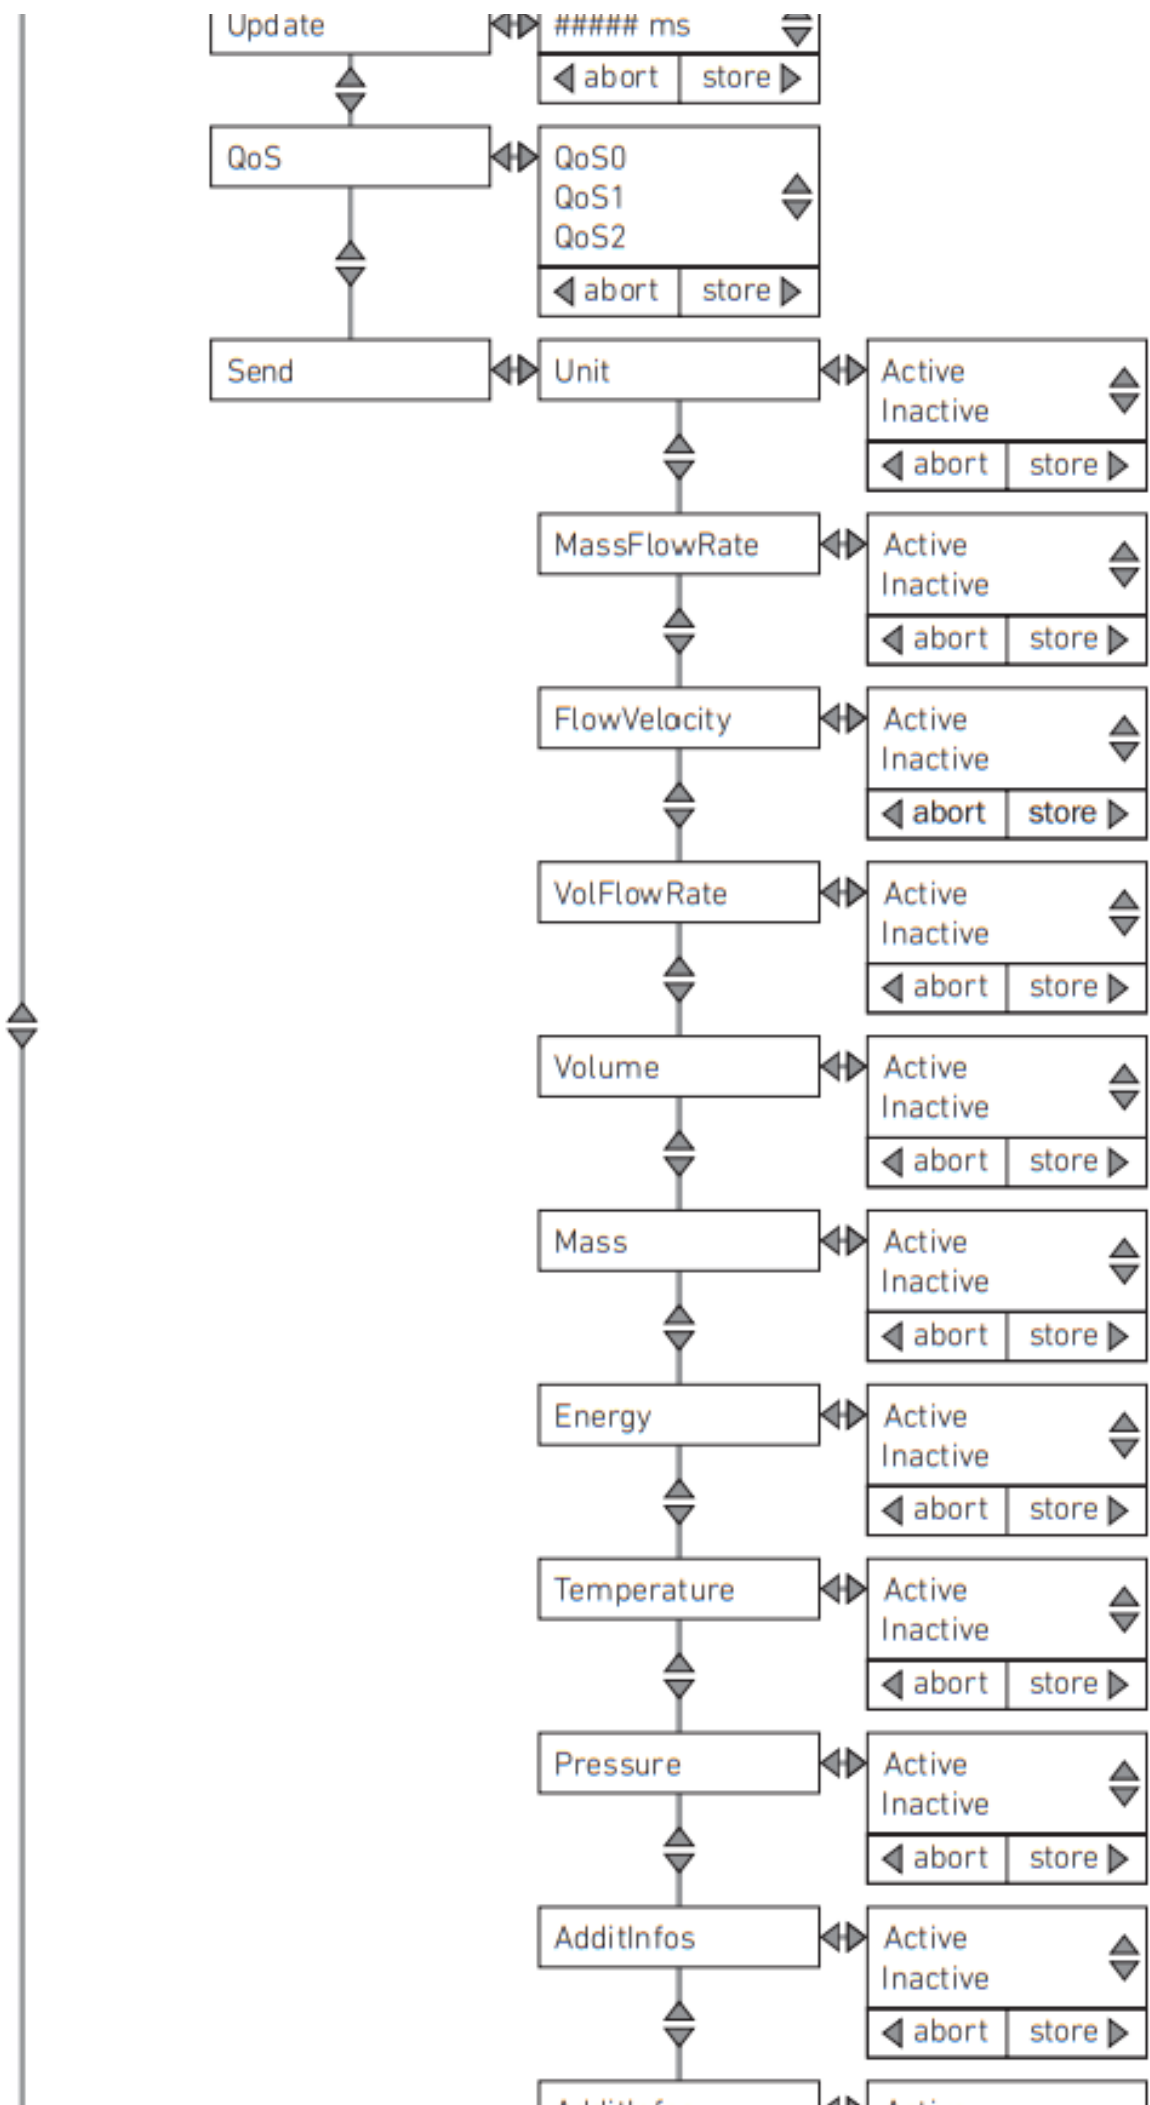 Update
##### ms
abort store
QoS
QoS0
QoS1
QoS2
abort store
Send
Unit
Active
Inactive
abort store
MassFlowRate
Active
Inactive
abort store
FlowVelocity
Active
Inactive
abort store
VolFlowRate
Active
Inactive
abort store
Volume
Active
Inactive
abort store
Mass
Active
Inactive
abort store
Energy
Active
Inactive
abort store
Temperature
Active
Inactive
abort store
Pressure
Active
Inactive
abort store
AdditInfos
Active
Inactive
abort store